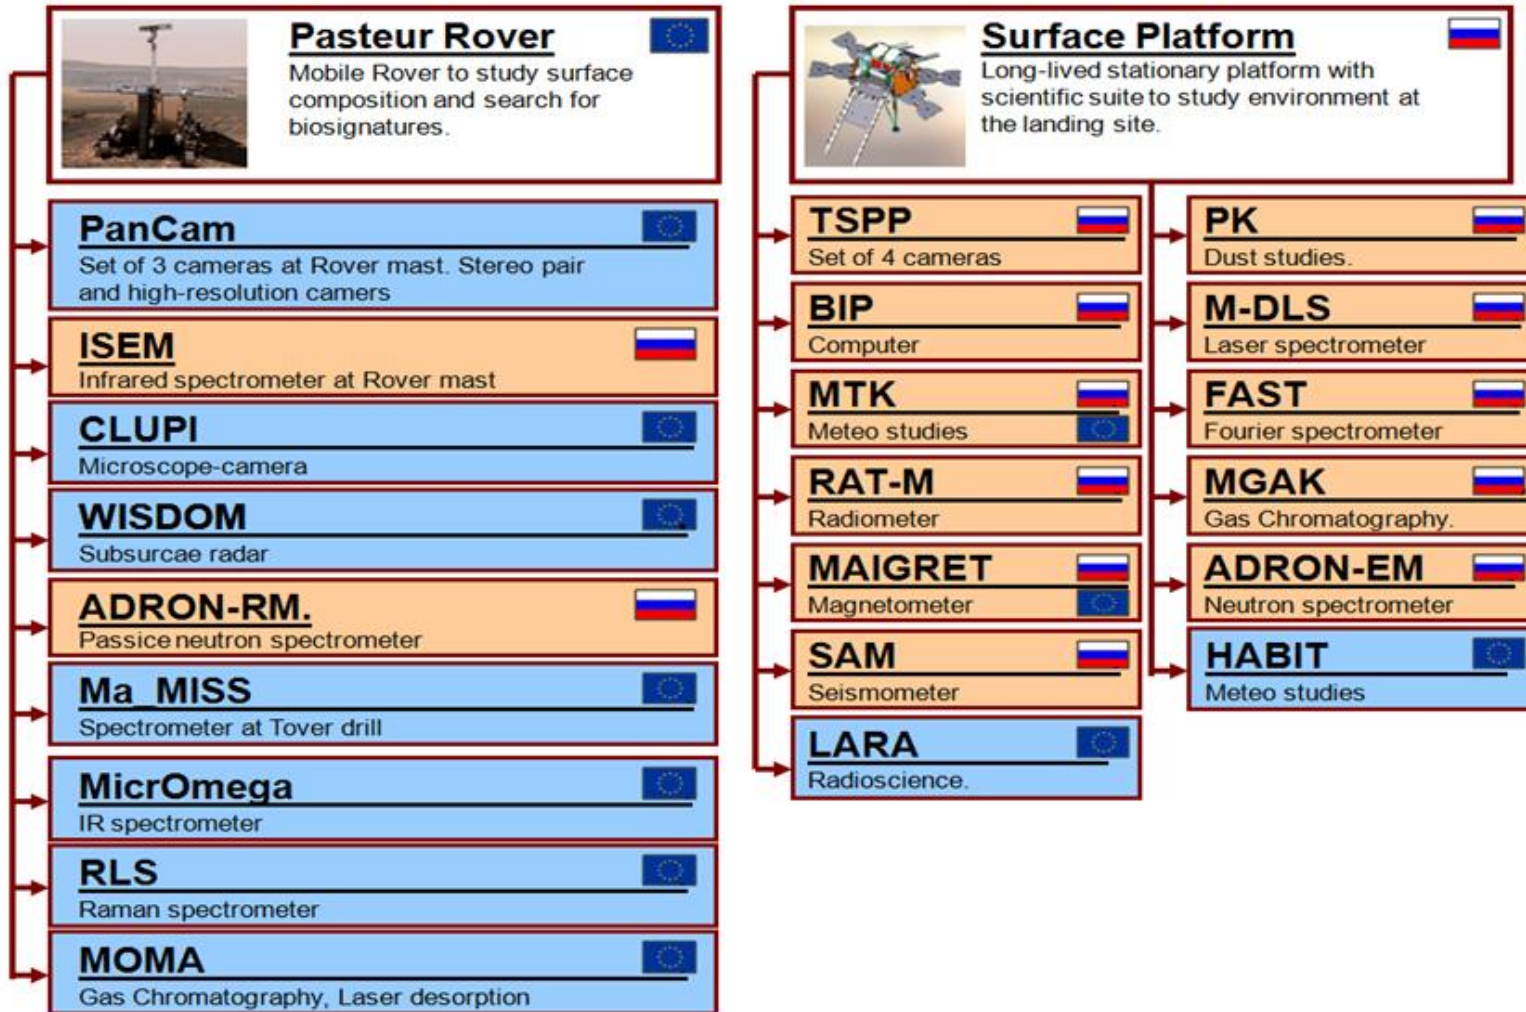 Pasteur Rover
Mobile Rover to study surface
composition and search for
biosignatures.
PanCam
Set of 3 cameras at Rover mast. Stereo pair
and high-resolution camers
ISEM
Infrared spectrometer at Rover mast
CLUPI
Microscope-camera
WISDOM
Subsurcae radar
ADRON-RM.
Passice neutron spectrometer
Ma_MISS
Spectrometer at Tover drill
MicrOmega
IR spectrometer
RLS
Raman spectrometer
MOMA
Gas Chromatography, Laser desorption
Surface Platform
Long-lived stationary platform with
scientific suite to study environment at
the landing site.
TSPP
Set of 4 cameras
BIP
Computer
MTK
Meteo studies
RAT-M
Radiometer
MAIGRET
Magnetometer
SAM
Seismometer
LARA
Radioscience.
PK
Dust studies.
M-DLS
Laser spectrometer
FAST
Fourier spectrometer
MGAK
Gas Chromatography.
ADRON-EM
Neutron spectrometer
HABIT
Meteo studies